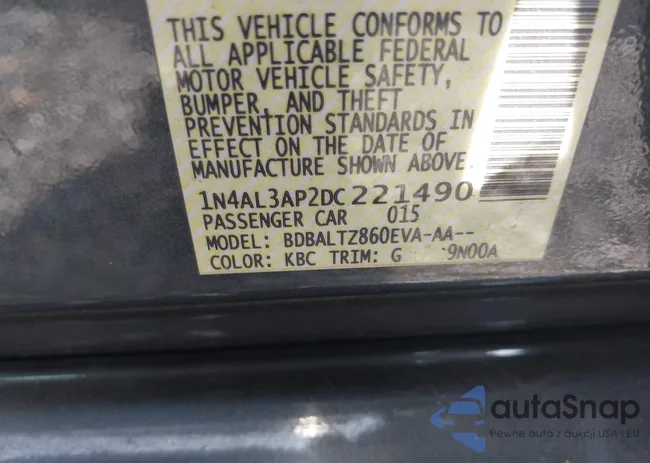 THIS VEHICLE CONFORMS TO
ALL APPLICABLE FEDERAL
MOTOR VEHICLE SAFETY,
BUMPER, AND THEFT
PREVENTION STANDARDS IN
EFFECT ON THE DATE OF
MANUFACTURE SHOWN ABOVE.
1N4AL3AP2DC221490
PASSENGER CAR 015
MODEL: BDBALTZ860EVA-AA--
COLOR: KBC TRIM: G 9N00A
autaSnap
Pewne auta z aukcji USA i EU